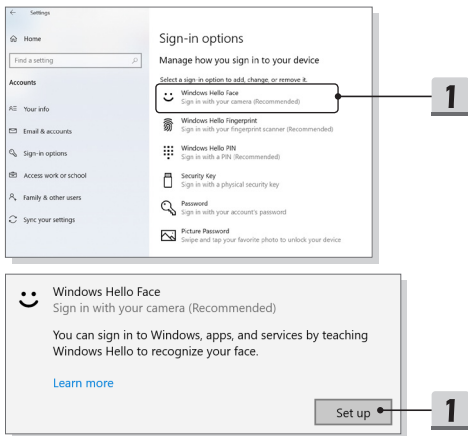 Settings
Home
Find a setting
Accounts
Your info
Email & accounts
Sign-in options
Access work or school
Family & other users
Sync your settings
Sign-in options
Manage how you sign in to your device
Select a sign-in option to add, change, or remove it.
Windows Hello Face
Sign in with your camera (Recommended)
Windows Hello Fingerprint
Sign in with your fingerprint scanner (Recommended)
Windows Hello PIN
Sign in with a PIN (Recommended)
Security Key
Sign in with a physical security key
Password
Sign in with your account's password
Picture Password
Swipe and tap your favorite photo to unlock your device
1
Windows Hello Face
Sign in with your camera (Recommended)
You can sign in to Windows, apps, and services by teaching
Windows Hello to recognize your face.
Learn more
Set up
1